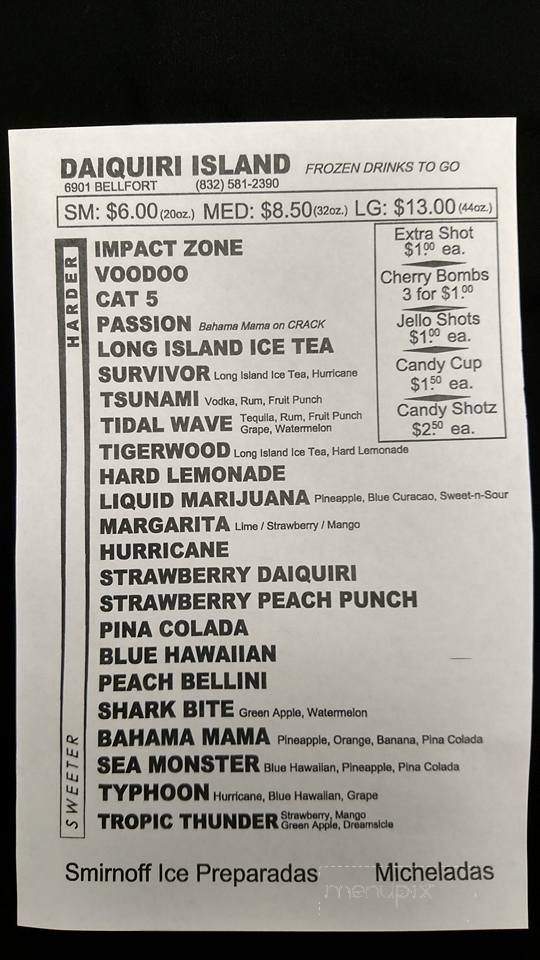 DAIQUIRI ISLAND FROZEN DRINKS TO GO
6901 BELLFORT (832) 581-2390
SM: $6.00 (20oz.) MED: $8.50 (32oz.) LG: $13.00 (44oz.)
HARDER
IMPACT ZONE
VOODOO
CAT 5
PASSION Bahama Mama on CRACK
LONG ISLAND ICE TEA
SURVIVOR Long Island Ice Tea, Hurricane
TSUNAMI Vodka, Rum, Fruit Punch
TIDAL WAVE Tequila, Rum, Fruit Punch
Grape, Watermelon
TIGERWOOD Long Island Ice Tea, Hard Lemonade
HARD LEMONADE
LIQUID MARIJUANA Pineapple, Blue Curacao, Sweet-n-Sour
MARGARITA Lime / Strawberry / Mango
HURRICANE
STRAWBERRY DAIQUIRI
STRAWBERRY PEACH PUNCH
PINA COLADA
BLUE HAWAIIAN
PEACH BELLINI
SHARK BITE Green Apple, Watermelon
BAHAMA MAMA Pineapple, Orange, Banana, Pina Colada
SEA MONSTER Blue Hawaiian, Pineapple, Pina Colada
TYPHOON Hurricane, Blue Hawaiian, Grape
TROPIC THUNDER Strawberry, Mango
Green Apple, Dreamsicle
SWEETER
Extra Shot
$1.00 ea.
Cherry Bombs
3 for $1.00
Jello Shots
$1.00 ea.
Candy Cup
$1.50 ea.
Candy Shotz
$2.50 ea.
Smirnoff Ice Preparadas Micheladas
menupix